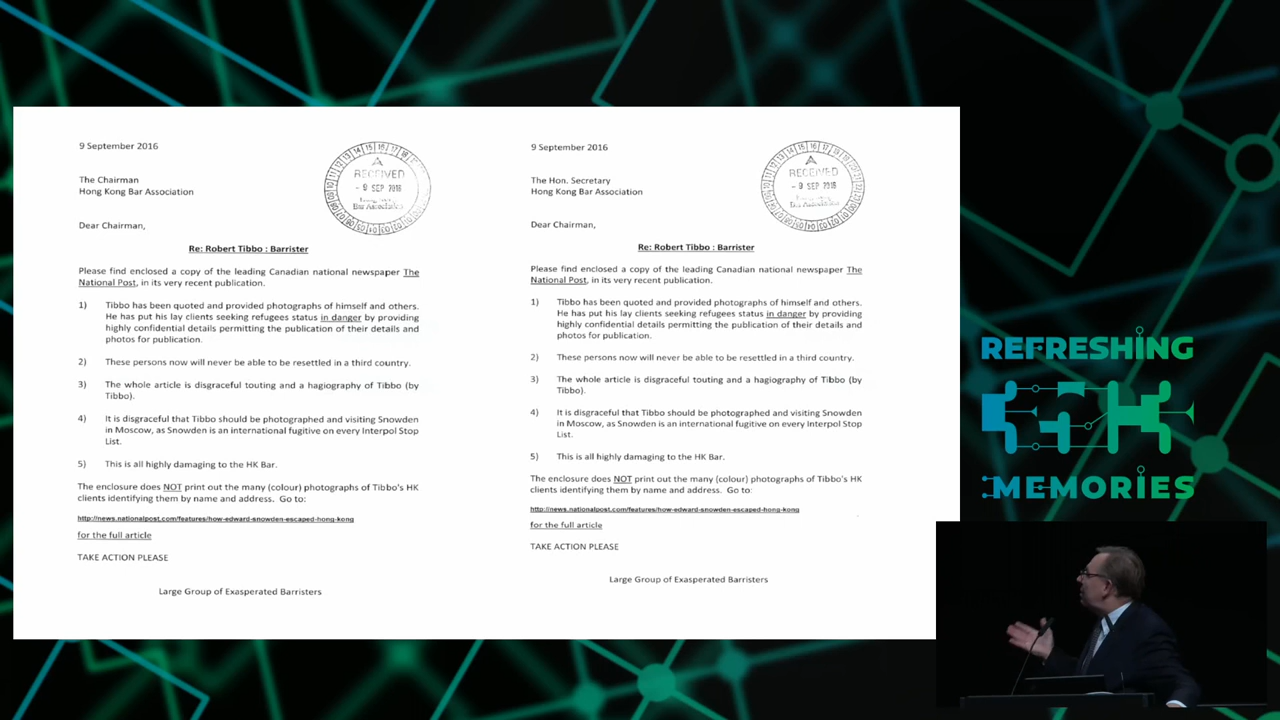 9 September 2016
The Chairman
Hong Kong Bar Association
RECEIVED
- 9 SEP 2016
Bar Association
Dear Chairman,
Re: Robert Tibbo : Barrister
Please find enclosed a copy of the leading Canadian national newspaper The
National Post, in its very recent publication.
1) Tibbo has been quoted and provided photographs of himself and others.
He has put his lay clients seeking refugees status in danger by providing
highly confidential details permitting the publication of their details and
photos for publication.
2) These persons now will never be able to be resettled in a third country.
3) The whole article is disgraceful touting and a hagiography of Tibbo (by
Tibbo).
4) It is disgraceful that Tibbo should be photographed and visiting Snowden
in Moscow, as Snowden is an international fugitive on every Interpol Stop
List.
5) This is all highly damaging to the HK Bar.
The enclosure does NOT print out the many (colour) photographs of Tibbo's HK
clients identifying them by name and address. Go to:
http://news.nationalpost.com/features/how-edward-snowden-escaped-hong-kong
for the full article
TAKE ACTION PLEASE
Large Group of Exasperated Barristers
9 September 2016
The Hon. Secretary
Hong Kong Bar Association
RECEIVED
- 9 SEP 2016
Bar Association
Dear Chairman,
Re: Robert Tibbo : Barrister
Please find enclosed a copy of the leading Canadian national newspaper The
National Post, in its very recent publication.
1) Tibbo has been quoted and provided photographs of himself and others.
He has put his lay clients seeking refugees status in danger by providing
highly confidential details permitting the publication of their details and
photos for publication.
2) These persons now will never be able to be resettled in a third country.
3) The whole article is disgraceful touting and a hagiography of Tibbo (by
Tibbo).
4) It is disgraceful that Tibbo should be photographed and visiting Snowden
in Moscow, as Snowden is an international fugitive on every Interpol Stop
List.
5) This is all highly damaging to the HK Bar.
The enclosure does NOT print out the many (colour) photographs of Tibbo's HK
clients identifying them by name and address. Go to:
http://news.nationalpost.com/features/how-edward-snowden-escaped-hong-kong
for the full article
TAKE ACTION PLEASE
Large Group of Exasperated Barristers
REFRESHING
MEMORIES